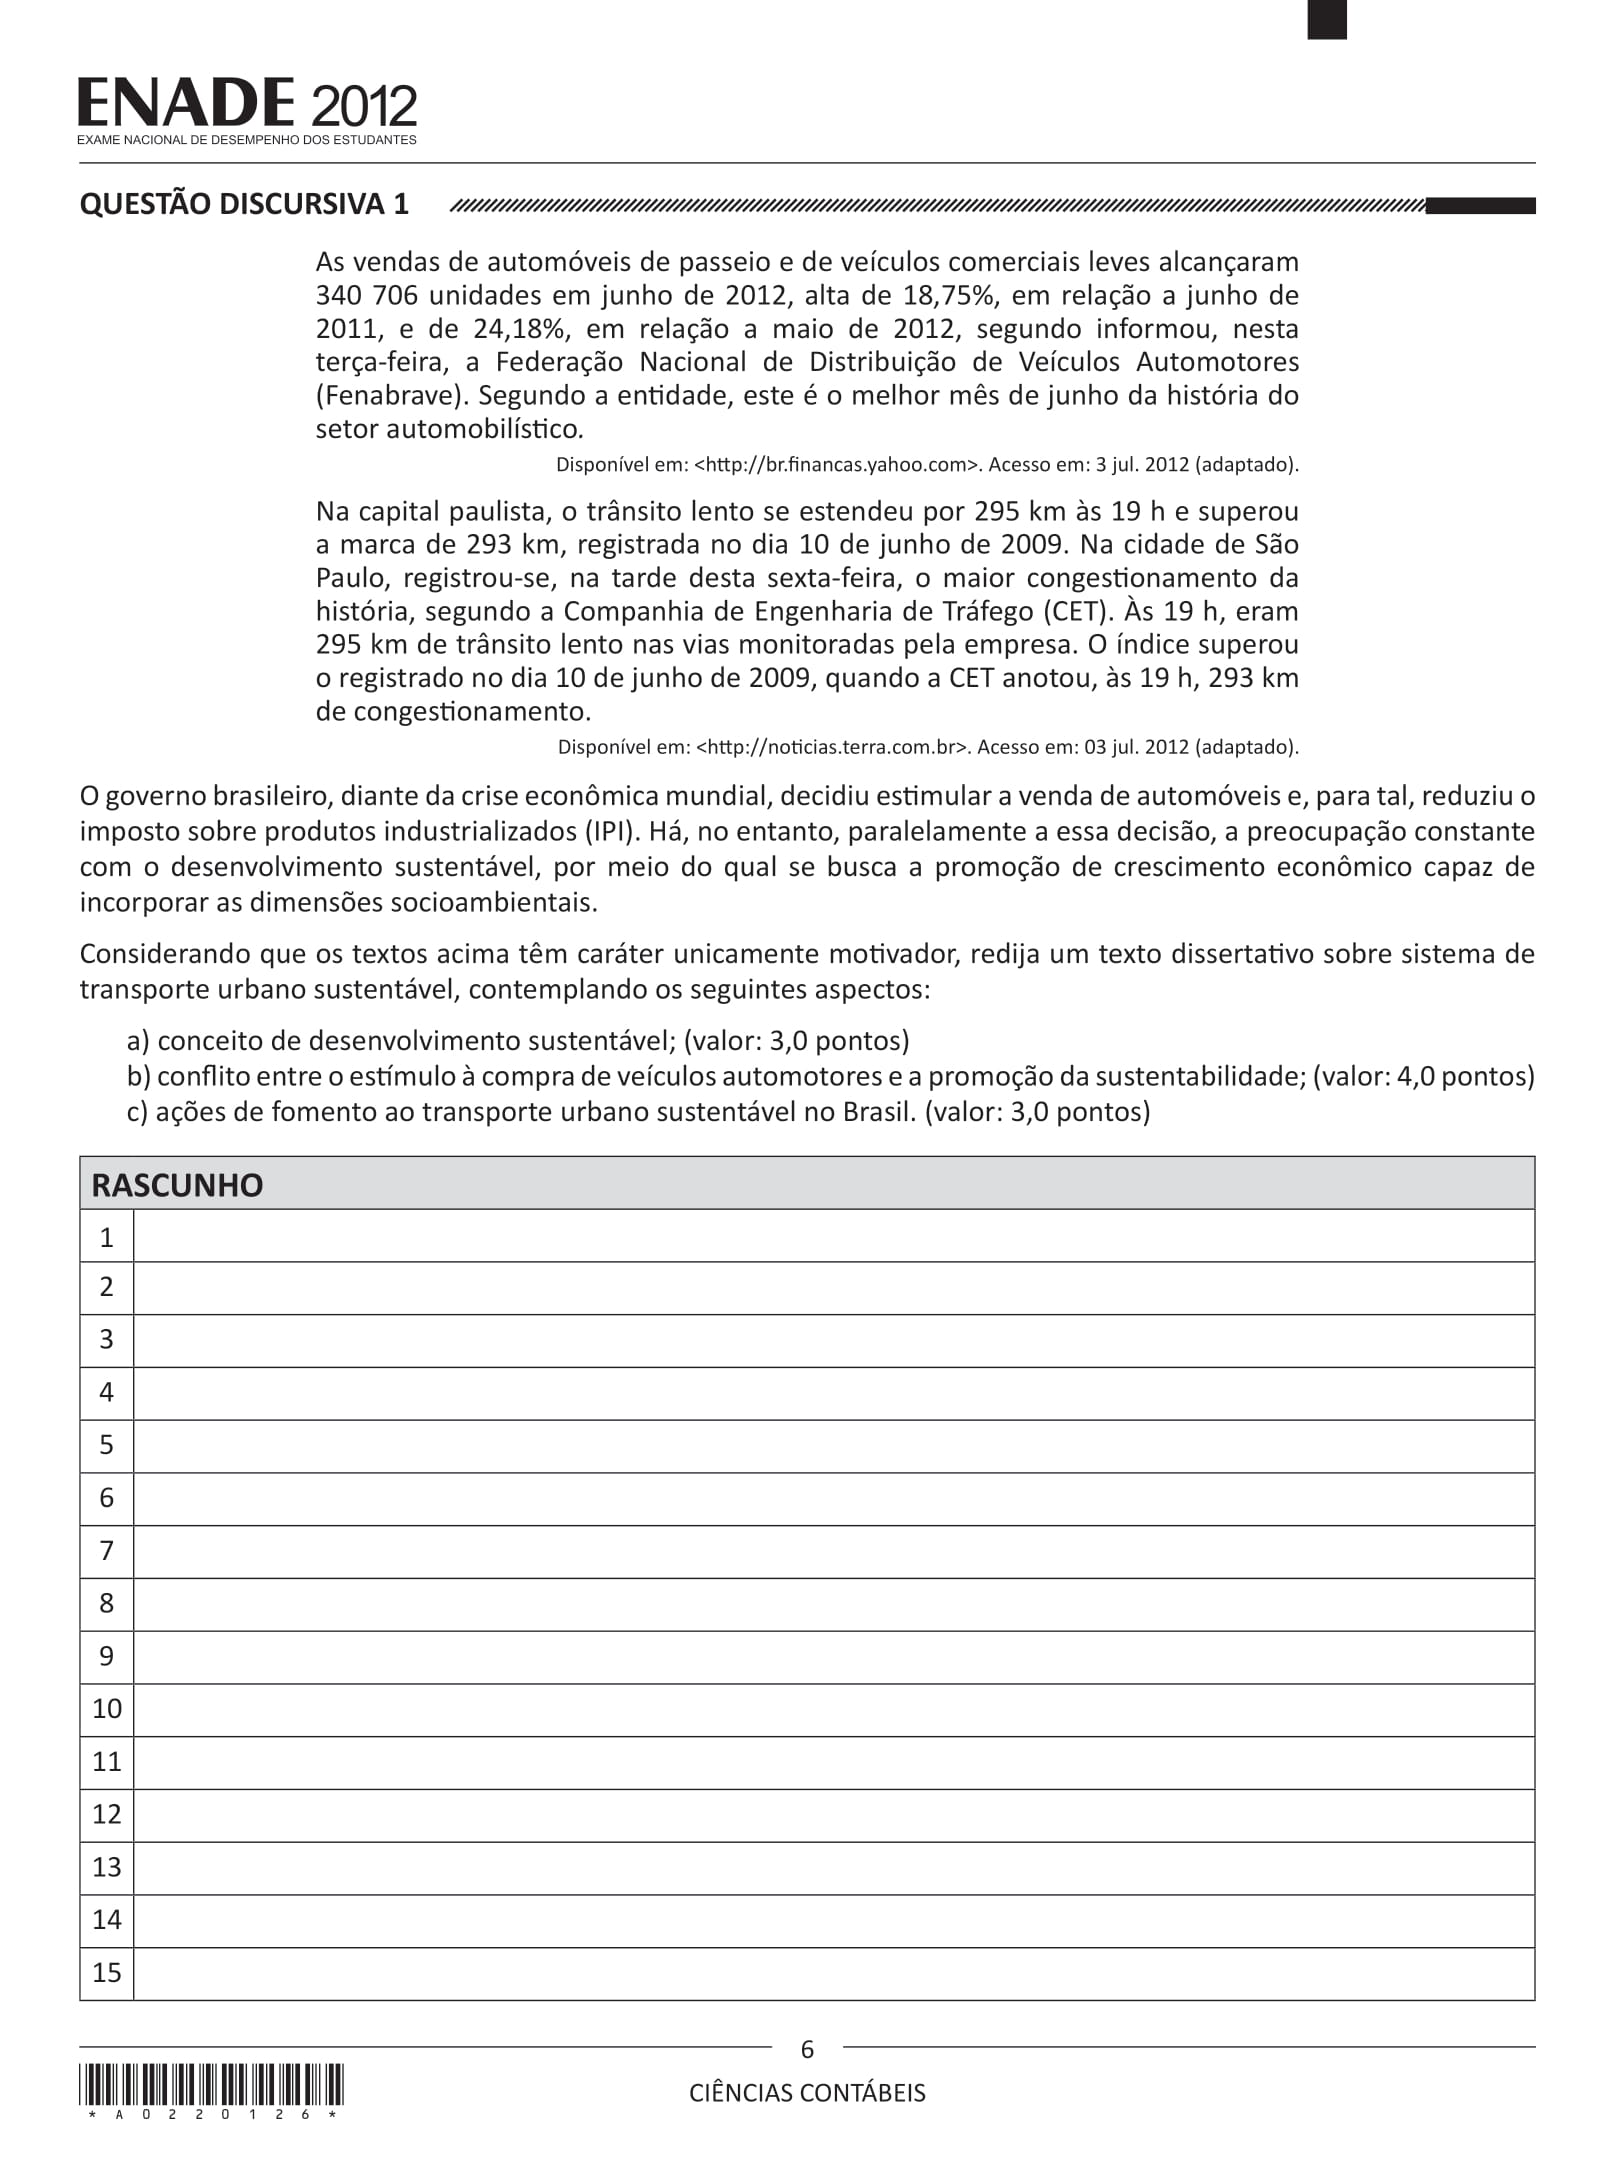 ENADE 2012
EXAME NACIONAL DE DESEMPENHO DOS ESTUDANTES
QUESTÃO DISCURSIVA 1
As vendas de automóveis de passeio e de veículos comerciais leves alcançaram
340 706 unidades em junho de 2012, alta de 18,75%, em relação a junho de
2011, e de 24,18%, em relação a maio de 2012, segundo informou, nesta
terça-feira, a Federação Nacional de Distribuição de Veículos Automotores
(Fenabrave). Segundo a entidade, este é o melhor mês de junho da história do
setor automobilístico.
Disponível em: <http://br.financas.yahoo.com>. Acesso em: 3 jul. 2012 (adaptado).
Na capital paulista, o trânsito lento se estendeu por 295 km às 19 h e superou
a marca de 293 km, registrada no dia 10 de junho de 2009. Na cidade de São
Paulo, registrou-se, na tarde desta sexta-feira, o maior congestionamento da
história, segundo a Companhia de Engenharia de Tráfego (CET). Às 19 h, eram
295 km de trânsito lento nas vias monitoradas pela empresa. O índice superou
o registrado no dia 10 de junho de 2009, quando a CET anotou, às 19 h, 293 km
de congestionamento.
Disponível em: <http://noticias.terra.com.br>. Acesso em: 03 jul. 2012 (adaptado).
O governo brasileiro, diante da crise econômica mundial, decidiu estimular a venda de automóveis e, para tal, reduziu o
imposto sobre produtos industrializados (IPI). Há, no entanto, paralelamente a essa decisão, a preocupação constante
com o desenvolvimento sustentável, por meio do qual se busca a promoção de crescimento econômico capaz de
incorporar as dimensões socioambientais.
Considerando que os textos acima têm caráter unicamente motivador, redija um texto dissertativo sobre sistema de
transporte urbano sustentável, contemplando os seguintes aspectos:
a) conceito de desenvolvimento sustentável; (valor: 3,0 pontos)
b) conflito entre o estímulo à compra de veículos automotores e a promoção da sustentabilidade; (valor: 4,0 pontos)
c) ações de fomento ao transporte urbano sustentável no Brasil. (valor: 3,0 pontos)
RASCUNHO
1
2
3
4
5
6
7
8
9
10
11
12
13
14
15
6
CIÊNCIAS CONTÁBEIS
* A 0 2 2 0 1 2 6 *